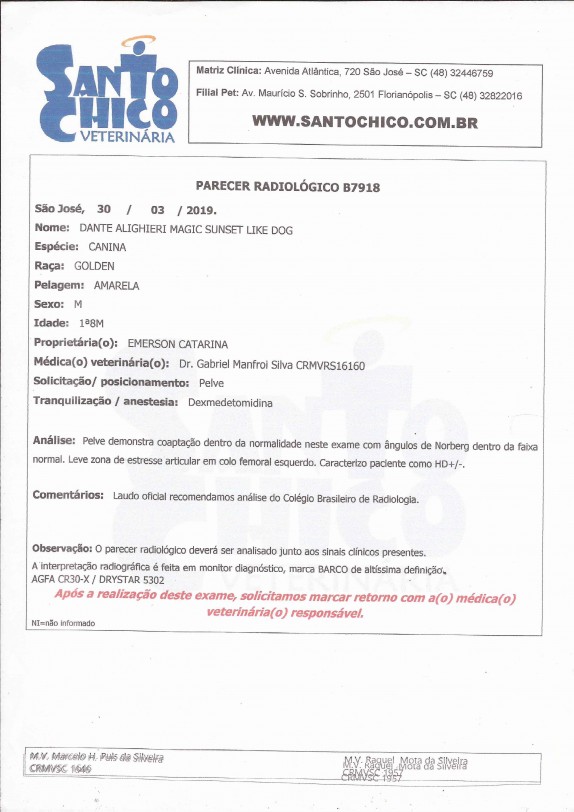 SANTO
CHICO
VETERINÁRIA
Matriz Clínica: Avenida Atlântica, 720 São José – SC (48) 32446759
Filial Pet: Av. Maurício S. Sobrinho, 2501 Florianópolis – SC (48) 32822016
WWW.SANTOCHICO.COM.BR
PARECER RADIOLÓGICO B7918
São José, 30 / 03 / 2019.
Nome: DANTE ALIGHIERI MAGIC SUNSET LIKE DOG
Espécie: CANINA
Raça: GOLDEN
Pelagem: AMARELA
Sexo: M
Idade: 1ª8M
Proprietária(o): EMERSON CATARINA
Médica(o) veterinária(o): Dr. Gabriel Manfroi Silva CRMVRS16160
Solicitação/ posicionamento: Pelve
Tranquilização / anestesia: Dexmedetomidina
Análise: Pelve demonstra coaptação dentro da normalidade neste exame com ângulos de Norberg dentro da faixa
normal. Leve zona de estresse articular em colo femoral esquerdo. Caracterizo paciente como HD+/-.
Comentários: Laudo oficial recomendamos análise do Colégio Brasileiro de Radiologia.
Observação: O parecer radiológico deverá ser analisado junto aos sinais clínicos presentes.
A interpretação radiográfica é feita em monitor diagnóstico, marca BARCO de altíssima definição.
AGFA CR30-X / DRYSTAR 5302
Após a realização deste exame, solicitamos marcar retorno com a(o) médica(o)
veterinária(o) responsável.
NI=não informado
SANTO
CHICO
VETERINÁRIA
M.V. Marcelo H. Puls da Silveira
CRMVSC 1646
M.V. Raquel Mota da Silveira
CRMVSC 1957